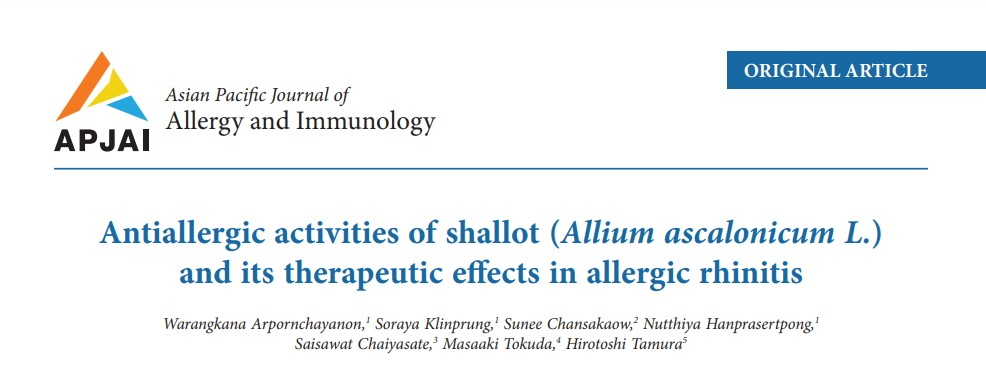 ORIGINAL ARTICLE
APJAI
Asian Pacific Journal of
Allergy and Immunology
Antiallergic activities of shallot (Allium ascalonicum L.)
and its therapeutic effects in allergic rhinitis
Warangkana Arpornchayanon,¹ Soraya Klinprung,¹ Sunee Chansakaow,² Nutthiya Hanprasertpong,¹
Saisawat Chaiyasate,³ Masaaki Tokuda,⁴ Hirotoshi Tamura⁵